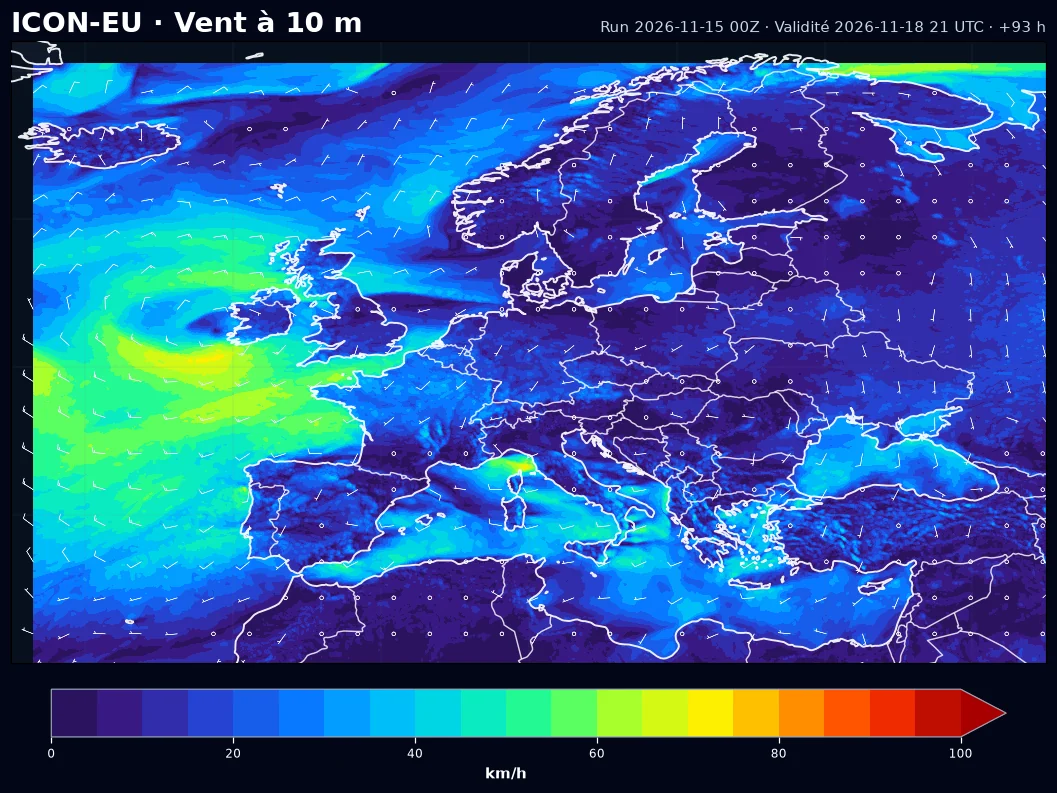 ICON-EU · Vent à 10 m
Run 2026-11-15 00Z · Validité 2026-11-18 21 UTC · +93 h
0 20 40 60 80 100
km/h